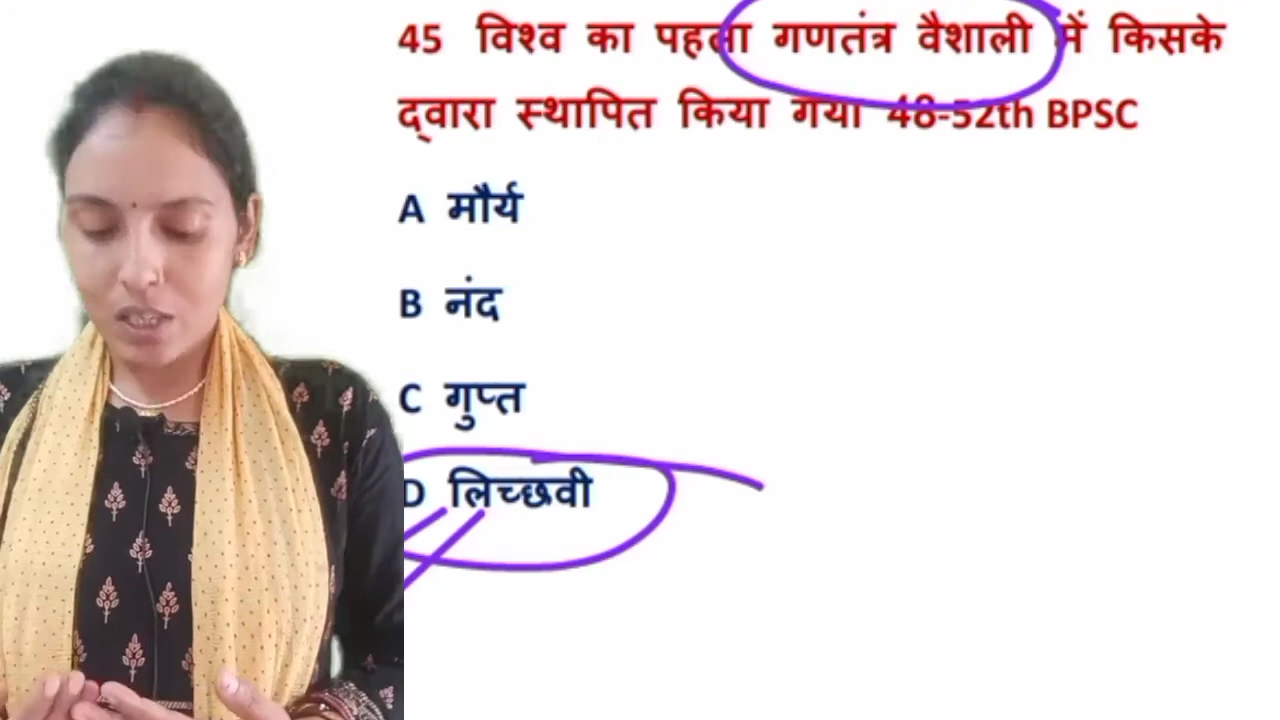 45 विश्व का पहला गणतंत्र वैशाली में किसके
द्वारा स्थापित किया गया 48-52th BPSC
A मौर्य
B नंद
C गुप्त
D लिच्छवी